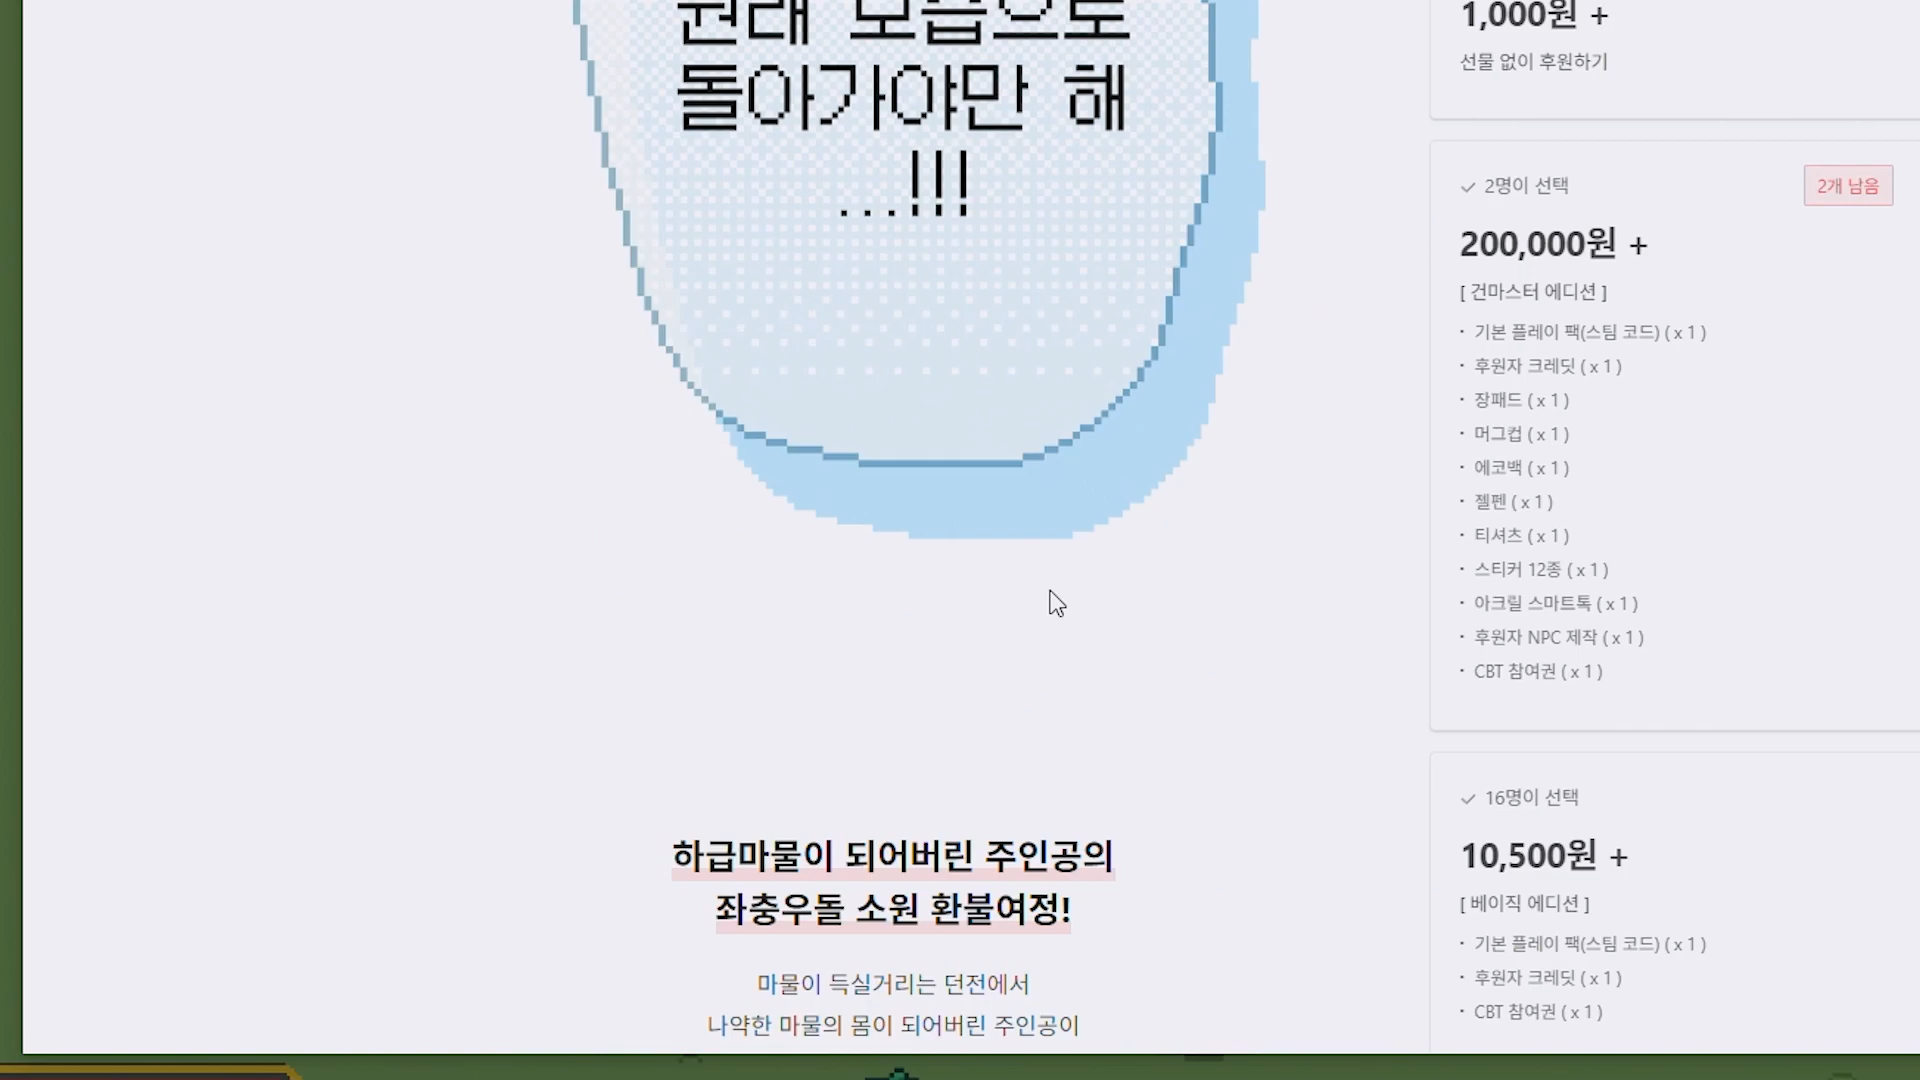 원래 모습으로
돌아가야만 해
...!!!
하급마물이 되어버린 주인공의
좌충우돌 소원 환불여정!
마물이 득실거리는 던전에서
나약한 마물의 몸이 되어버린 주인공이
1,000원 +
선물 없이 후원하기
2명이 선택
2개 남음
200,000원 +
[ 건마스터 에디션 ]
· 기본 플레이 팩(스팀 코드) ( x 1 )
· 후원자 크레딧 ( x 1 )
· 장패드 ( x 1 )
· 머그컵 ( x 1 )
· 에코백 ( x 1 )
· 젤펜 ( x 1 )
· 티셔츠 ( x 1 )
· 스티커 12종 ( x 1 )
· 아크릴 스마트톡 ( x 1 )
· 후원자 NPC 제작 ( x 1 )
· CBT 참여권 ( x 1 )
16명이 선택
10,500원 +
[ 베이직 에디션 ]
· 기본 플레이 팩(스팀 코드) ( x 1 )
· 후원자 크레딧 ( x 1 )
· CBT 참여권 ( x 1 )